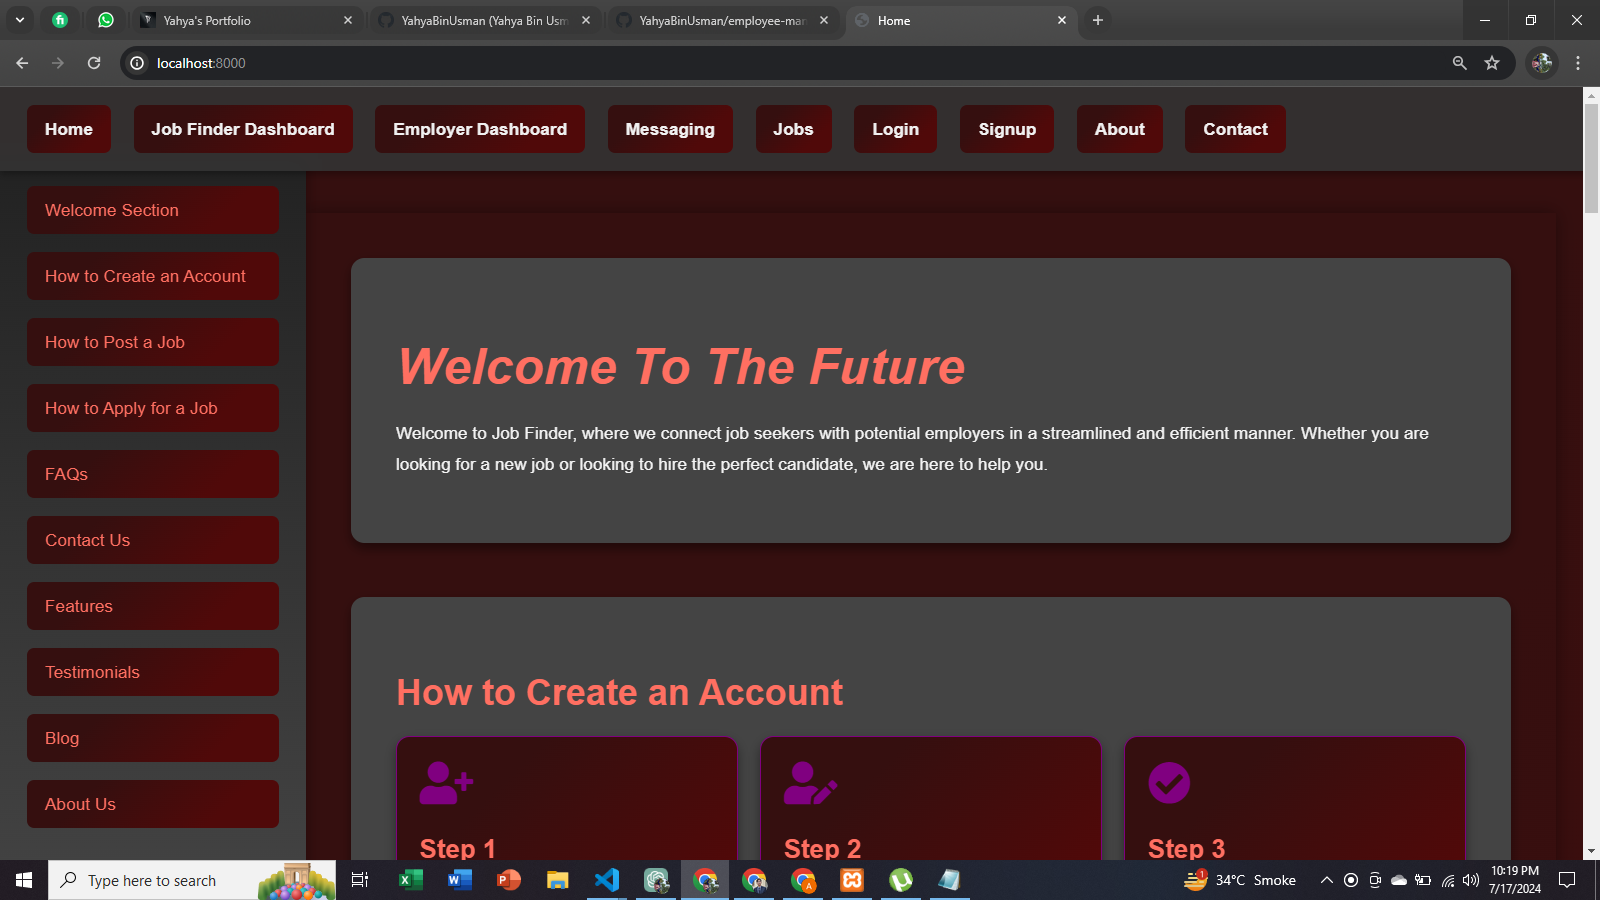 Yahya's Portfolio
YahyaBinUsman (Yahya Bin Usm
YahyaBinUsman/employee-man
Home
localhost:8000
Home
Job Finder Dashboard
Employer Dashboard
Messaging
Jobs
Login
Signup
About
Contact
Welcome Section
How to Create an Account
How to Post a Job
How to Apply for a Job
FAQs
Contact Us
Features
Testimonials
Blog
About Us
Welcome To The Future
Welcome to Job Finder, where we connect job seekers with potential employers in a streamlined and efficient manner. Whether you are
looking for a new job or looking to hire the perfect candidate, we are here to help you.
How to Create an Account
Step 1
Step 2
Step 3
Type here to search
34°C Smoke
10:19 PM
7/17/2024